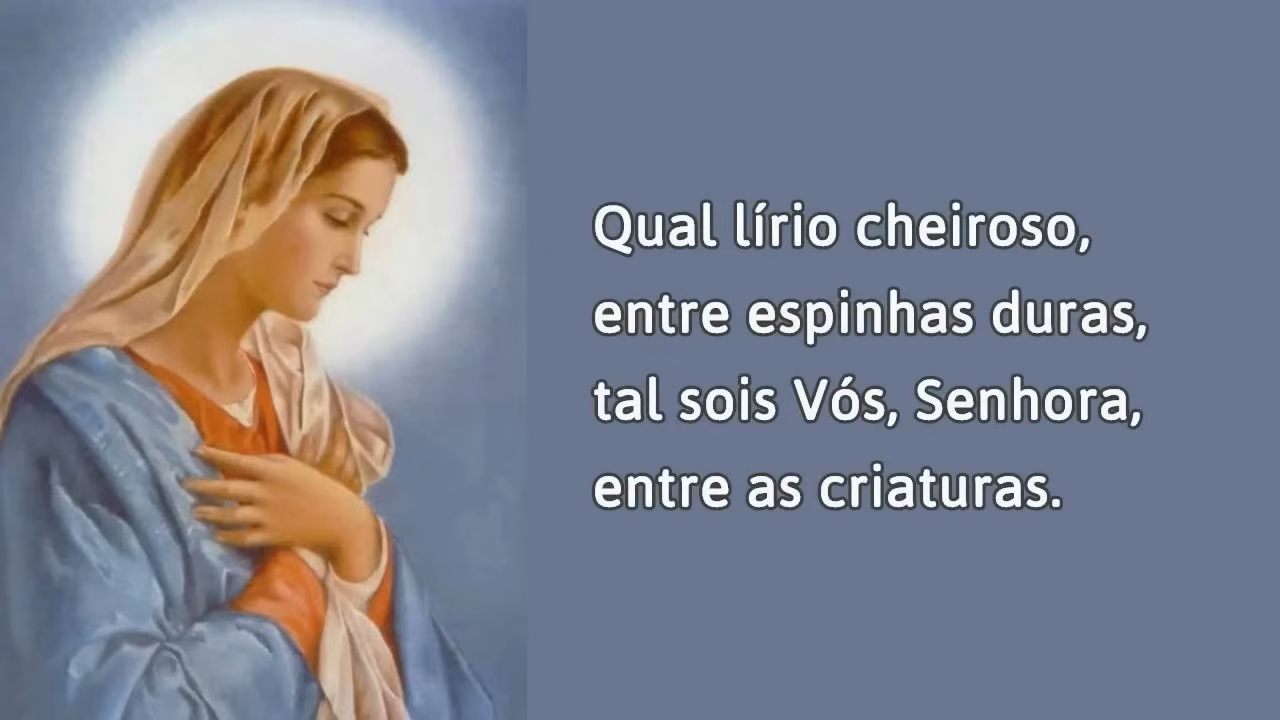 Qual lírio cheiroso,
entre espinhas duras,
tal sois Vós, Senhora,
entre as criaturas.